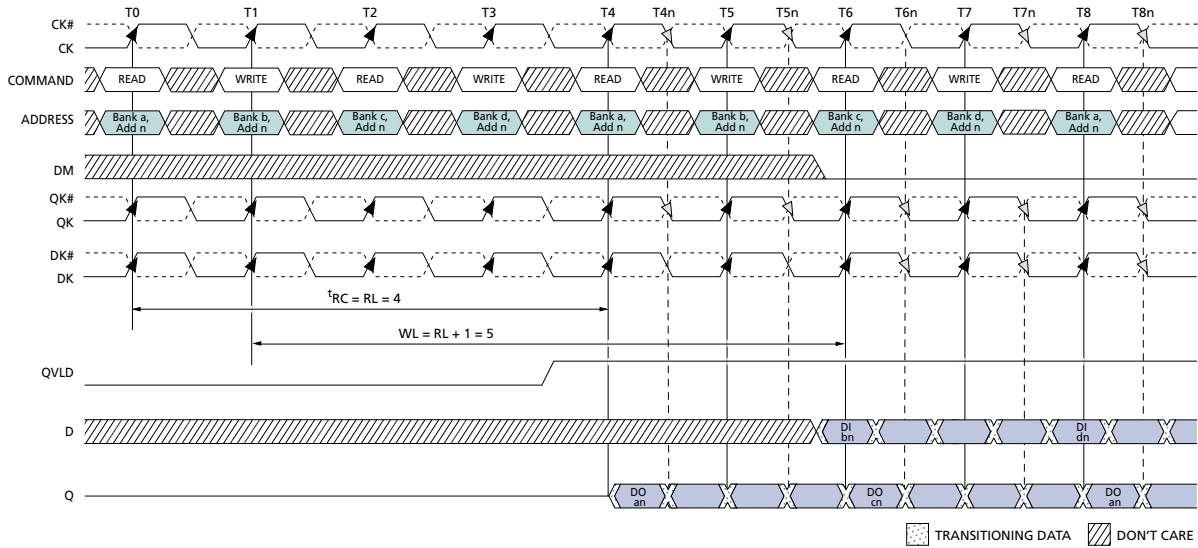 T0 T1 T2 T3 T4 T4n T5 T5n T6 T6n T7 T7n T8 T8n
CK#
CK
COMMAND READ WRITE READ WRITE READ WRITE READ WRITE READ
ADDRESS Bank a, Add n Bank b, Add n Bank c, Add n Bank d, Add n Bank a, Add n Bank b, Add n Bank c, Add n Bank d, Add n Bank a, Add n
DM
QK#
QK
DK#
DK
tRC = RL = 4
WL = RL + 1 = 5
QVLD
D DI bn DI dn
Q DO an DO cn DO an
TRANSITIONING DATA DON'T CARE